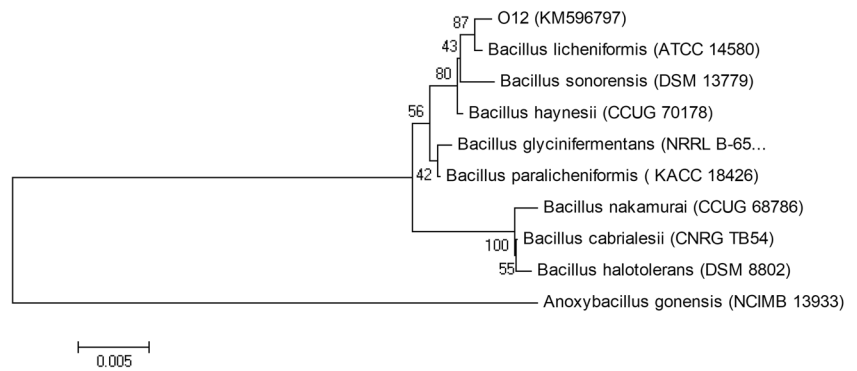 87
O12 (KM596797)
43
Bacillus licheniformis (ATCC 14580)
80
Bacillus sonorensis (DSM 13779)
56
Bacillus haynesii (CCUG 70178)
Bacillus glycinifermentans (NRRL B-65...
42
Bacillus paralicheniformis ( KACC 18426)
Bacillus nakamurai (CCUG 68786)
100
Bacillus cabrialesii (CNRG TB54)
55
Bacillus halotolerans (DSM 8802)
Anoxybacillus gonensis (NCIMB 13933)
0.005